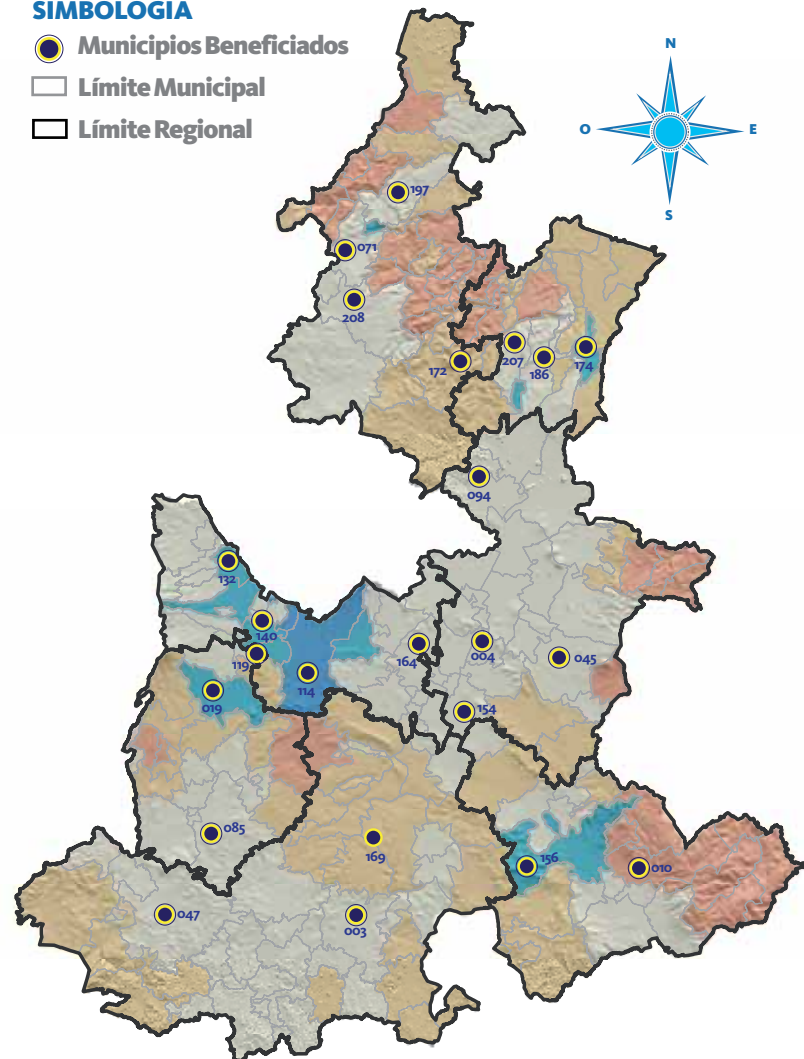 SIMBOLOGÍA
Municipios Beneficiados
Límite Municipal
Límite Regional
N
O
E
S
197
071
208
172
207
186
174
094
132
140
119
164
004
045
114
019
154
085
169
156
010
047
003